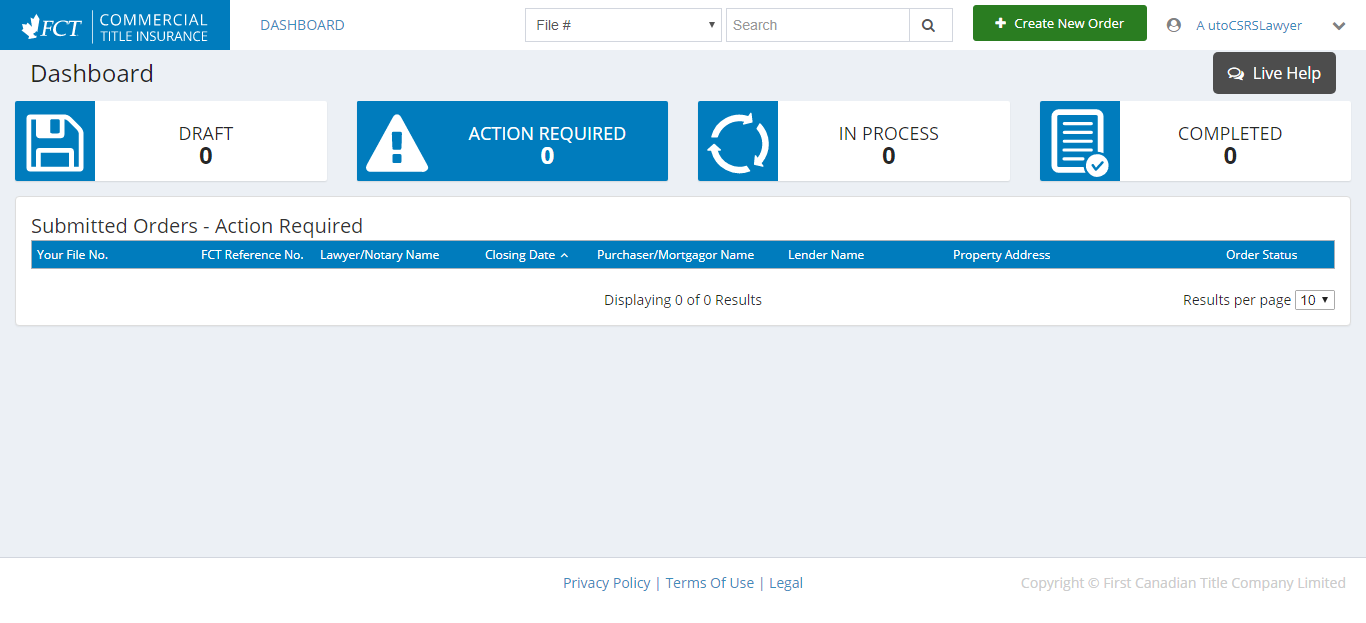 FCT COMMERCIAL TITLE INSURANCE
DASHBOARD
File #
Search
Create New Order
A utoCSRSLawyer
Dashboard
Live Help
DRAFT
0
ACTION REQUIRED
0
IN PROCESS
0
COMPLETED
0
Submitted Orders - Action Required
Your File No. FCT Reference No. Lawyer/Notary Name Closing Date Purchaser/Mortgagor Name Lender Name Property Address Order Status
Displaying 0 of 0 Results
Results per page 10
Privacy Policy | Terms Of Use | Legal
Copyright © First Canadian Title Company Limited